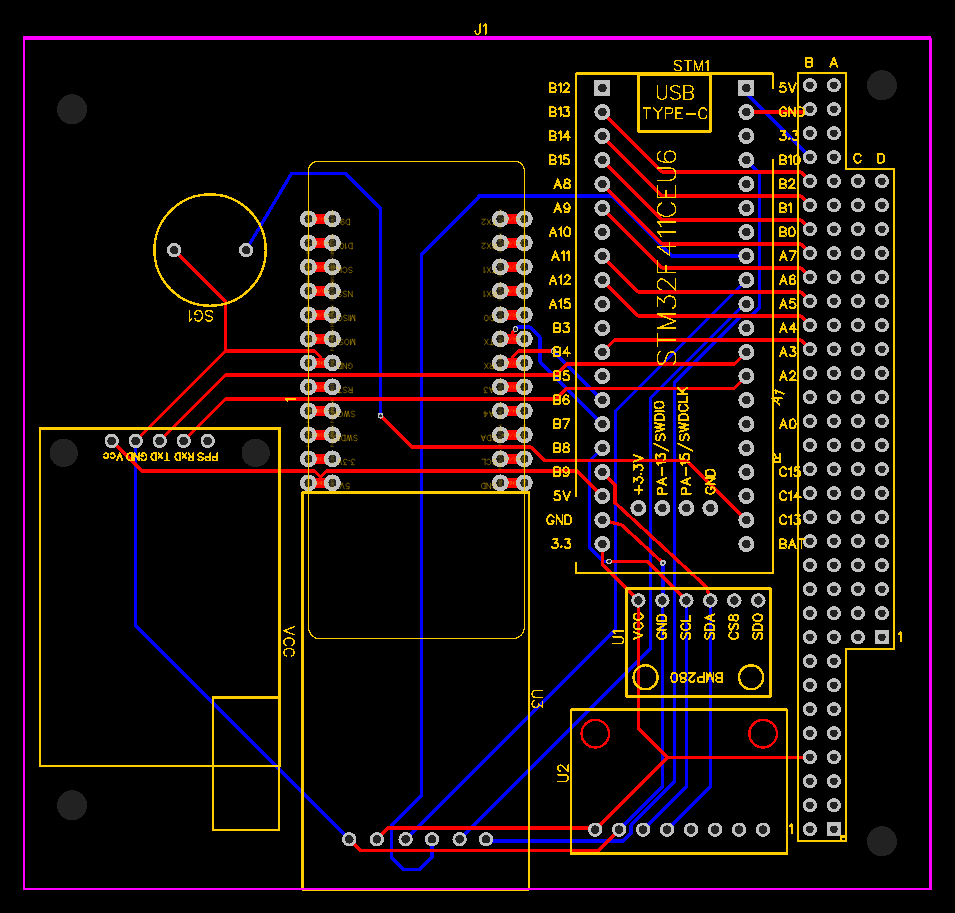 J1
STM1
USB
TYPE-C
STM32F411CEU6
B12
B13
B14
B15
A8
A9
A10
A11
A12
A15
B3
B4
B5
B6
B7
B8
B9
5V
GND
3.3
5V
GND
3.3
B10
B2
B1
B0
A7
A6
A5
A4
A3
A2
A1
A0
R
C15
C14
C13
BAT
+3.3V
PA-13/SWDIO
PA-15/SWDCLK
GND
B A
C D
1
SG1
1
Vcc GND TxD RxD PPS
VCC
U3
U1
VCC
GND
SCL
SDA
CSB
SDO
BMP280
U2
1